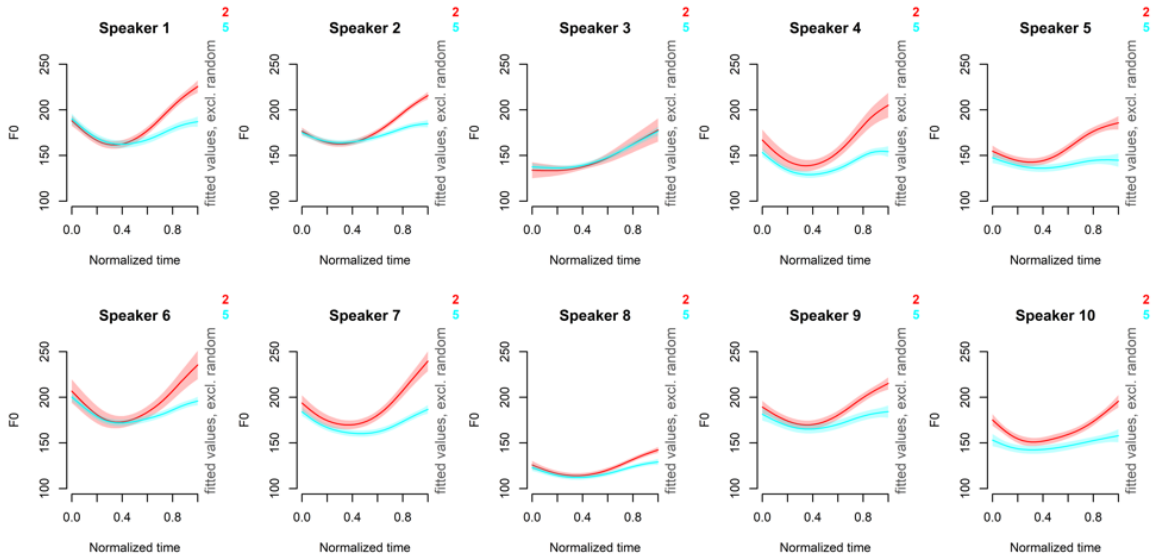 Speaker 1
2
5
F0
250
200
150
100
0.0
0.4
0.8
Normalized time
fitted values, excl. random
Speaker 2
2
5
F0
250
200
150
100
0.0
0.4
0.8
Normalized time
fitted values, excl. random
Speaker 3
2
5
F0
250
200
150
100
0.0
0.4
0.8
Normalized time
fitted values, excl. random
Speaker 4
2
5
F0
250
200
150
100
0.0
0.4
0.8
Normalized time
fitted values, excl. random
Speaker 5
2
5
F0
250
200
150
100
0.0
0.4
0.8
Normalized time
fitted values, excl. random
Speaker 6
2
5
F0
250
200
150
100
0.0
0.4
0.8
Normalized time
fitted values, excl. random
Speaker 7
2
5
F0
250
200
150
100
0.0
0.4
0.8
Normalized time
fitted values, excl. random
Speaker 8
2
5
F0
250
200
150
100
0.0
0.4
0.8
Normalized time
fitted values, excl. random
Speaker 9
2
5
F0
250
200
150
100
0.0
0.4
0.8
Normalized time
fitted values, excl. random
Speaker 10
2
5
F0
250
200
150
100
0.0
0.4
0.8
Normalized time
fitted values, excl. random